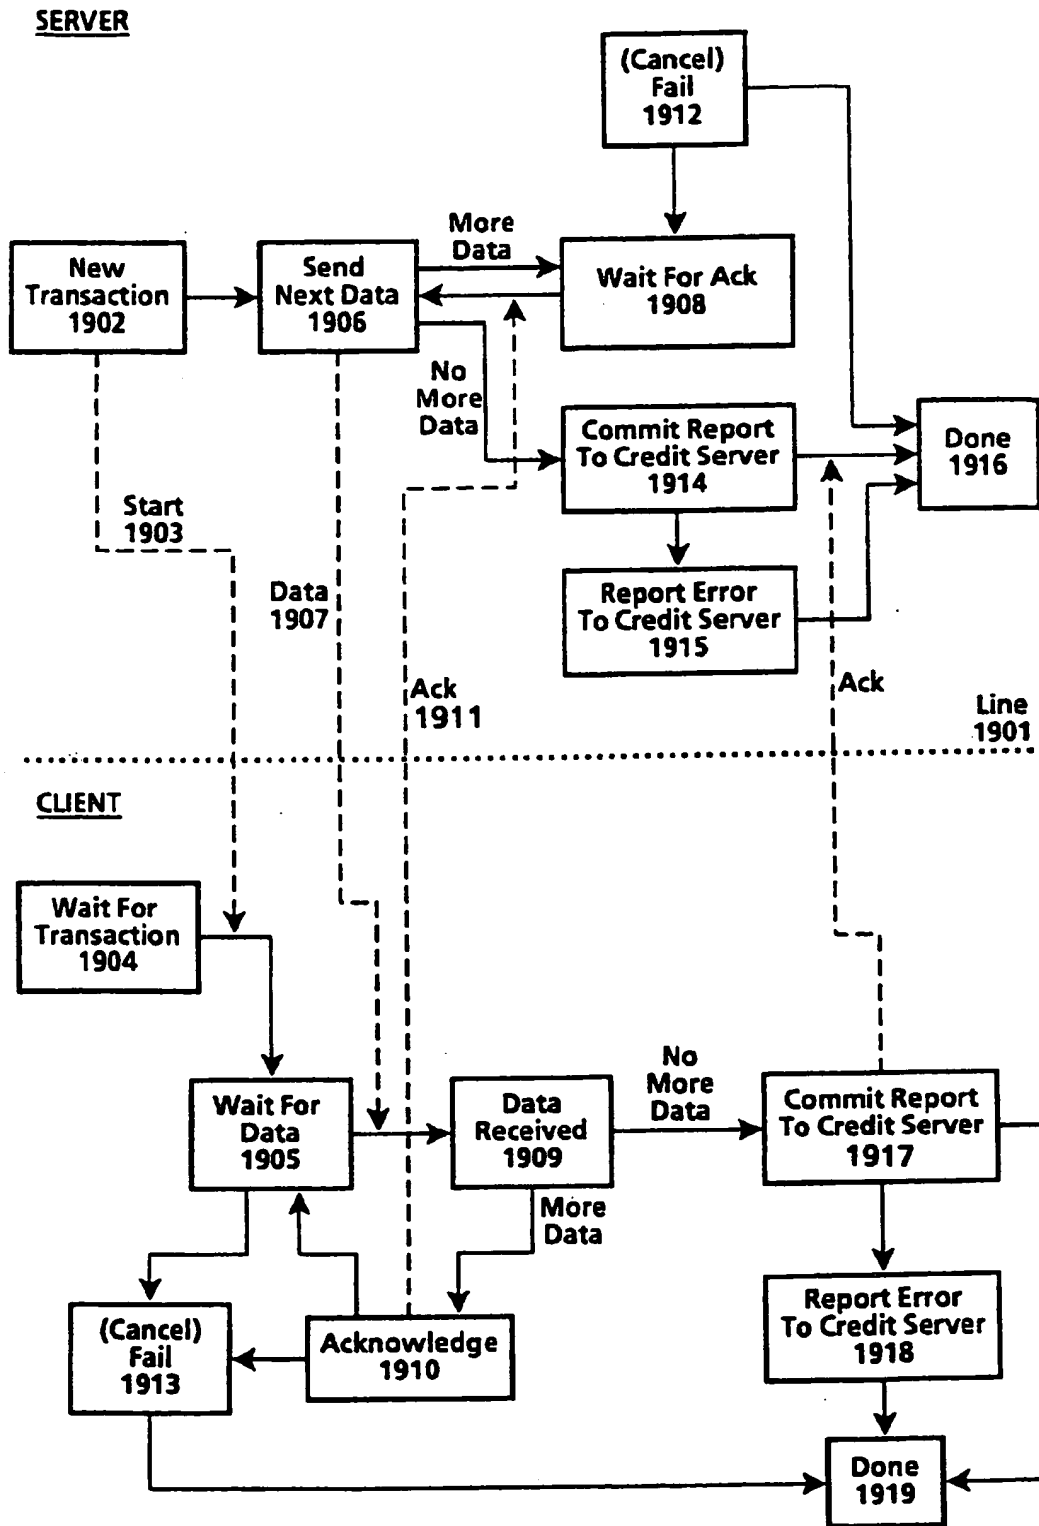 SERVER
(Cancel)
Fail
1912
More
Data
New
Transaction
1902
Send
Next Data
1906
Wait For Ack
1908
No
More
Data
Commit Report
To Credit Server
1914
Done
1916
Start
1903
Data
1907
Report Error
To Credit Server
1915
Ack
1911
Ack
Line
1901
CLIENT
Wait For
Transaction
1904
Wait For
Data
1905
Data
Received
1909
No
More
Data
Commit Report
To Credit Server
1917
More
Data
(Cancel)
Fail
1913
Acknowledge
1910
Report Error
To Credit Server
1918
Done
1919